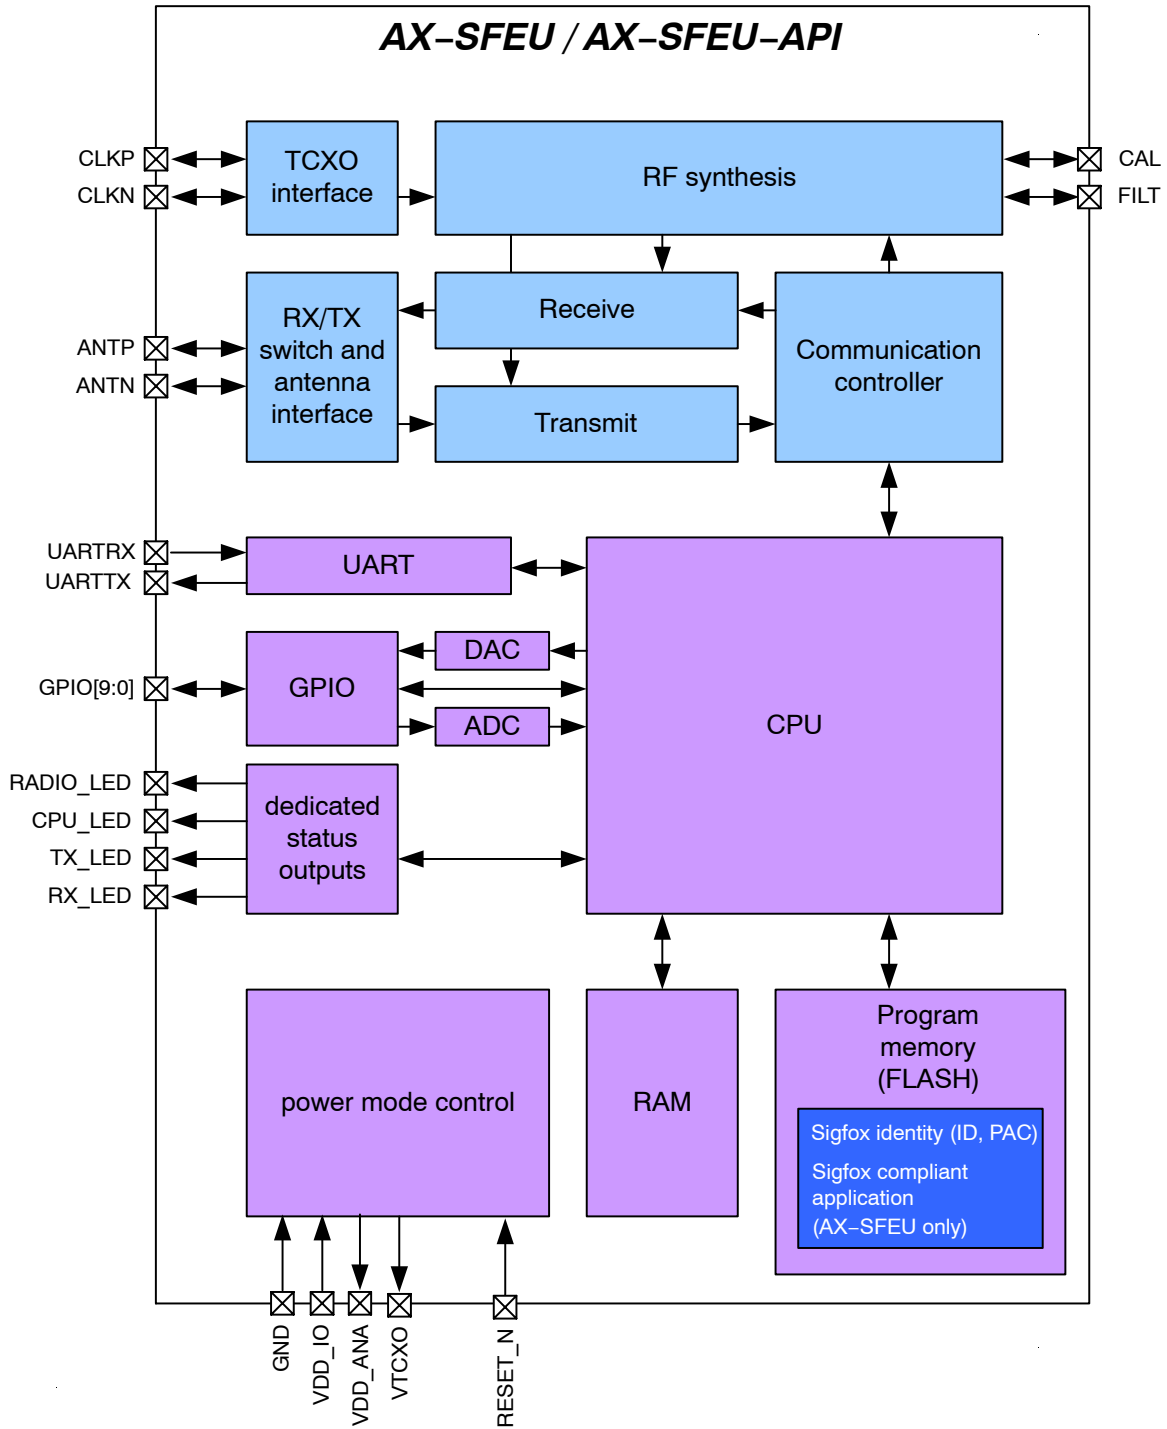 AX–SFEU / AX–SFEU–API
CLKP
CLKN
TCXO
interface
RF synthesis
CAL
FILT
ANTP
ANTN
RX/TX
switch and
antenna
interface
Receive
Transmit
Communication
controller
UARTRX
UARTTX
UART
GPIO[9:0]
GPIO
DAC
ADC
CPU
RADIO_LED
CPU_LED
TX_LED
RX_LED
dedicated
status
outputs
power mode control
RAM
Program
memory
(FLASH)
Sigfox identity (ID, PAC)
Sigfox compliant
application
(AX–SFEU only)
GND
VDD_IO
VDD_ANA
VTCXO
RESET_N